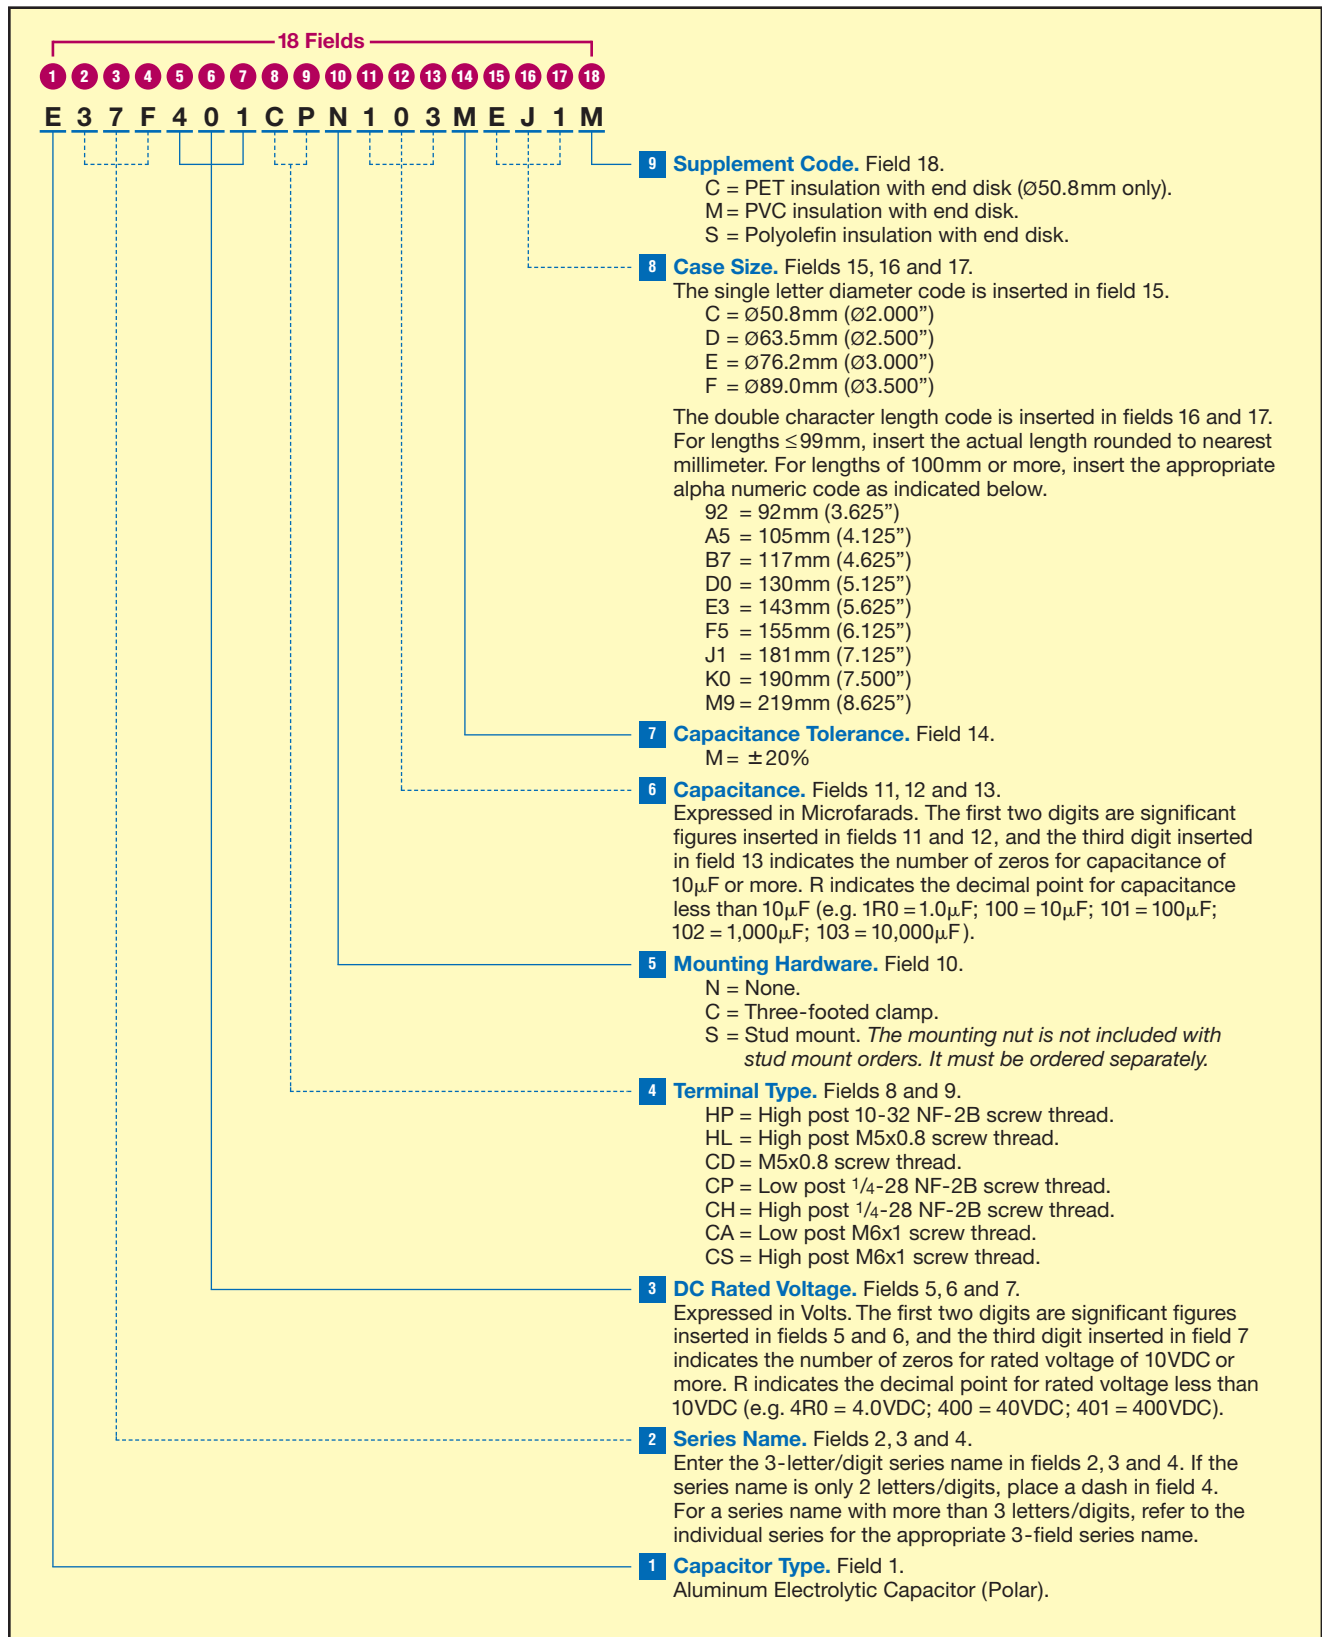 18 Fields
1 2 3 4 5 6 7 8 9 10 11 12 13 14 15 16 17 18
E 3 7 F 4 0 1 C P N 1 0 3 M E J 1 M
9 Supplement Code. Field 18.
C = PET insulation with end disk (Ø50.8mm only).
M = PVC insulation with end disk.
S = Polyolefin insulation with end disk.
8 Case Size. Fields 15, 16 and 17.
The single letter diameter code is inserted in field 15.
C = Ø50.8mm (Ø2.000”)
D = Ø63.5mm (Ø2.500”)
E = Ø76.2mm (Ø3.000”)
F = Ø89.0mm (Ø3.500”)
The double character length code is inserted in fields 16 and 17.
For lengths ≤99mm, insert the actual length rounded to nearest
millimeter. For lengths of 100mm or more, insert the appropriate
alpha numeric code as indicated below.
92 = 92mm (3.625”)
A5 = 105mm (4.125”)
B7 = 117mm (4.625”)
D0 = 130mm (5.125”)
E3 = 143mm (5.625”)
F5 = 155mm (6.125”)
J1 = 181mm (7.125”)
K0 = 190mm (7.500”)
M9 = 219mm (8.625”)
7 Capacitance Tolerance. Field 14.
M = ±20%
6 Capacitance. Fields 11, 12 and 13.
Expressed in Microfarads. The first two digits are significant
figures inserted in fields 11 and 12, and the third digit inserted
in field 13 indicates the number of zeros for capacitance of
10µF or more. R indicates the decimal point for capacitance
less than 10µF (e.g. 1R0 = 1.0µF; 100 = 10µF; 101 = 100µF;
102 = 1,000µF; 103 = 10,000µF).
5 Mounting Hardware. Field 10.
N = None.
C = Three-footed clamp.
S = Stud mount. The mounting nut is not included with
stud mount orders. It must be ordered separately.
4 Terminal Type. Fields 8 and 9.
HP = High post 10-32 NF-2B screw thread.
HL = High post M5x0.8 screw thread.
CD = M5x0.8 screw thread.
CP = Low post 1/4-28 NF-2B screw thread.
CH = High post 1/4-28 NF-2B screw thread.
CA = Low post M6x1 screw thread.
CS = High post M6x1 screw thread.
3 DC Rated Voltage. Fields 5, 6 and 7.
Expressed in Volts. The first two digits are significant figures
inserted in fields 5 and 6, and the third digit inserted in field 7
indicates the number of zeros for rated voltage of 10VDC or
more. R indicates the decimal point for rated voltage less than
10VDC (e.g. 4R0 = 4.0VDC; 400 = 40VDC; 401 = 400VDC).
2 Series Name. Fields 2, 3 and 4.
Enter the 3-letter/digit series name in fields 2, 3 and 4. If the
series name is only 2 letters/digits, place a dash in field 4.
For a series name with more than 3 letters/digits, refer to the
individual series for the appropriate 3-field series name.
1 Capacitor Type. Field 1.
Aluminum Electrolytic Capacitor (Polar).